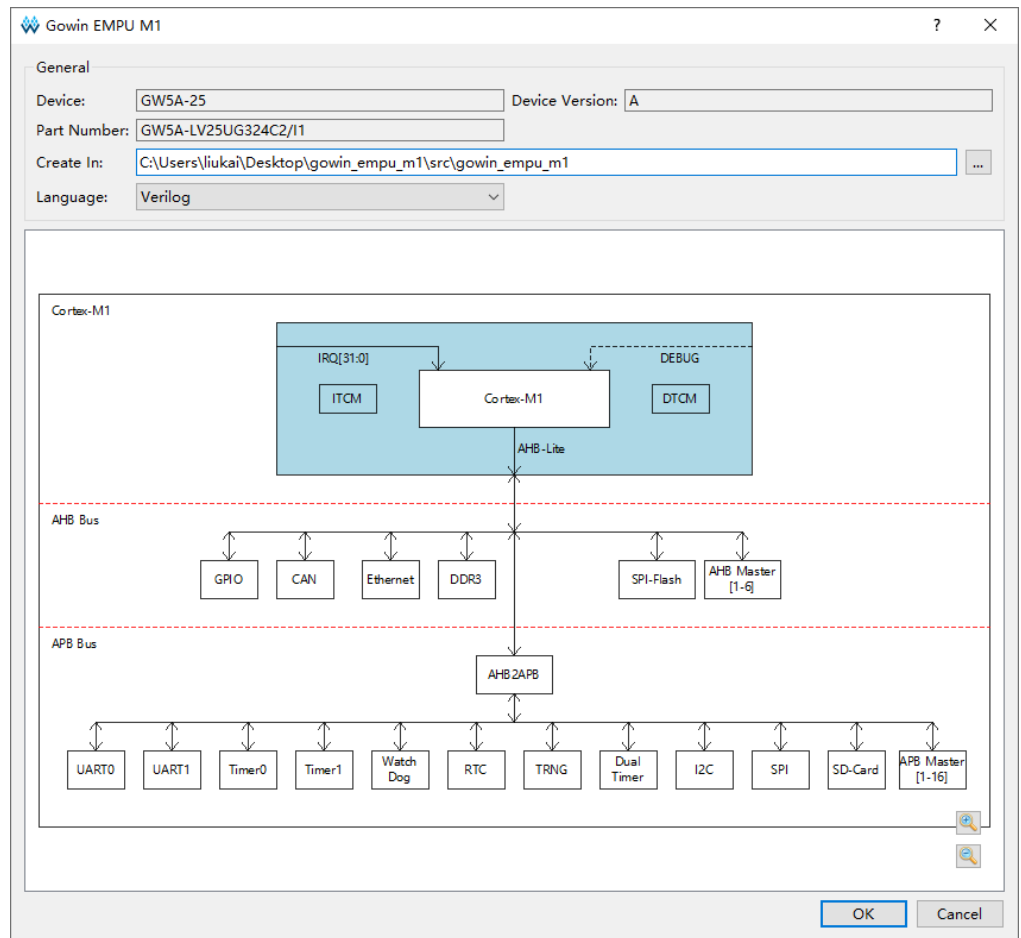 Gowin EMPU M1
General
Device: GW5A-25 Device Version: A
Part Number: GW5A-LV25UG324C2/I1
Create In: C:\Users\liukai\Desktop\gowin_empu_m1\src\gowin_empu_m1 ...
Language: Verilog
Cortex-M1
IRQ[31:0] DEBUG
ITCM Cortex-M1 DTCM
AHB-Lite
AHB Bus
GPIO CAN Ethernet DDR3 SPI-Flash AHB Master
[1-6]
APB Bus
AHB2APB
UART0 UART1 Timer0 Timer1 Watch Dog RTC TRNG Dual Timer I2C SPI SD-Card APB Master
[1-16]
OK Cancel